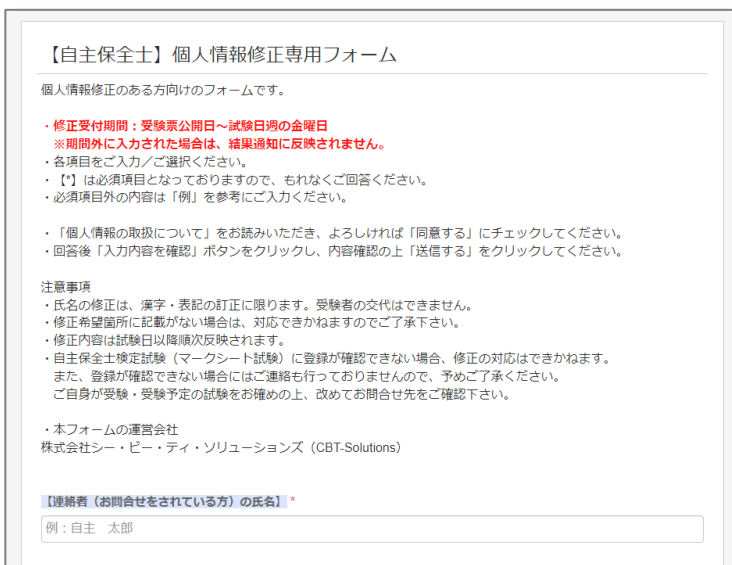 【自主保全士】個人情報修正専用フォーム
個人情報修正のある方向けのフォームです。
・修正受付期間：受験票公開日～試験日週の金曜日
※期間外に入力された場合は、結果通知に反映されません。
・各項目をご入力／ご選択ください。
・【*】は必須項目となっておりますので、もれなくご回答ください。
・必須項目外の内容は「例」を参考にご入力ください。
・「個人情報の取扱について」をお読みいただき、よろしければ「同意する」にチェックしてください。
・回答後「入力内容を確認」ボタンをクリックし、内容確認の上「送信する」をクリックしてください。
注意事項
・氏名の修正は、漢字・表記の訂正に限ります。受験者の交代はできません。
・修正希望箇所に記載がない場合は、対応できかねますのでご了承下さい。
・修正内容は試験日以降順次反映されます。
・自主保全士検定試験（マークシート試験）に登録が確認できない場合、修正の対応はできかねます。
また、登録が確認できない場合にはご連絡も行っておりませんので、予めご了承ください。
ご自身が受験・受験予定の試験をお確めの上、改めてお問合せ先をご確認下さい。
・本フォームの運営会社
株式会社シー・ビー・ティ・ソリューションズ（CBT-Solutions）
【連絡者（お問合せをされている方）の氏名】 *
例：自主　太郎